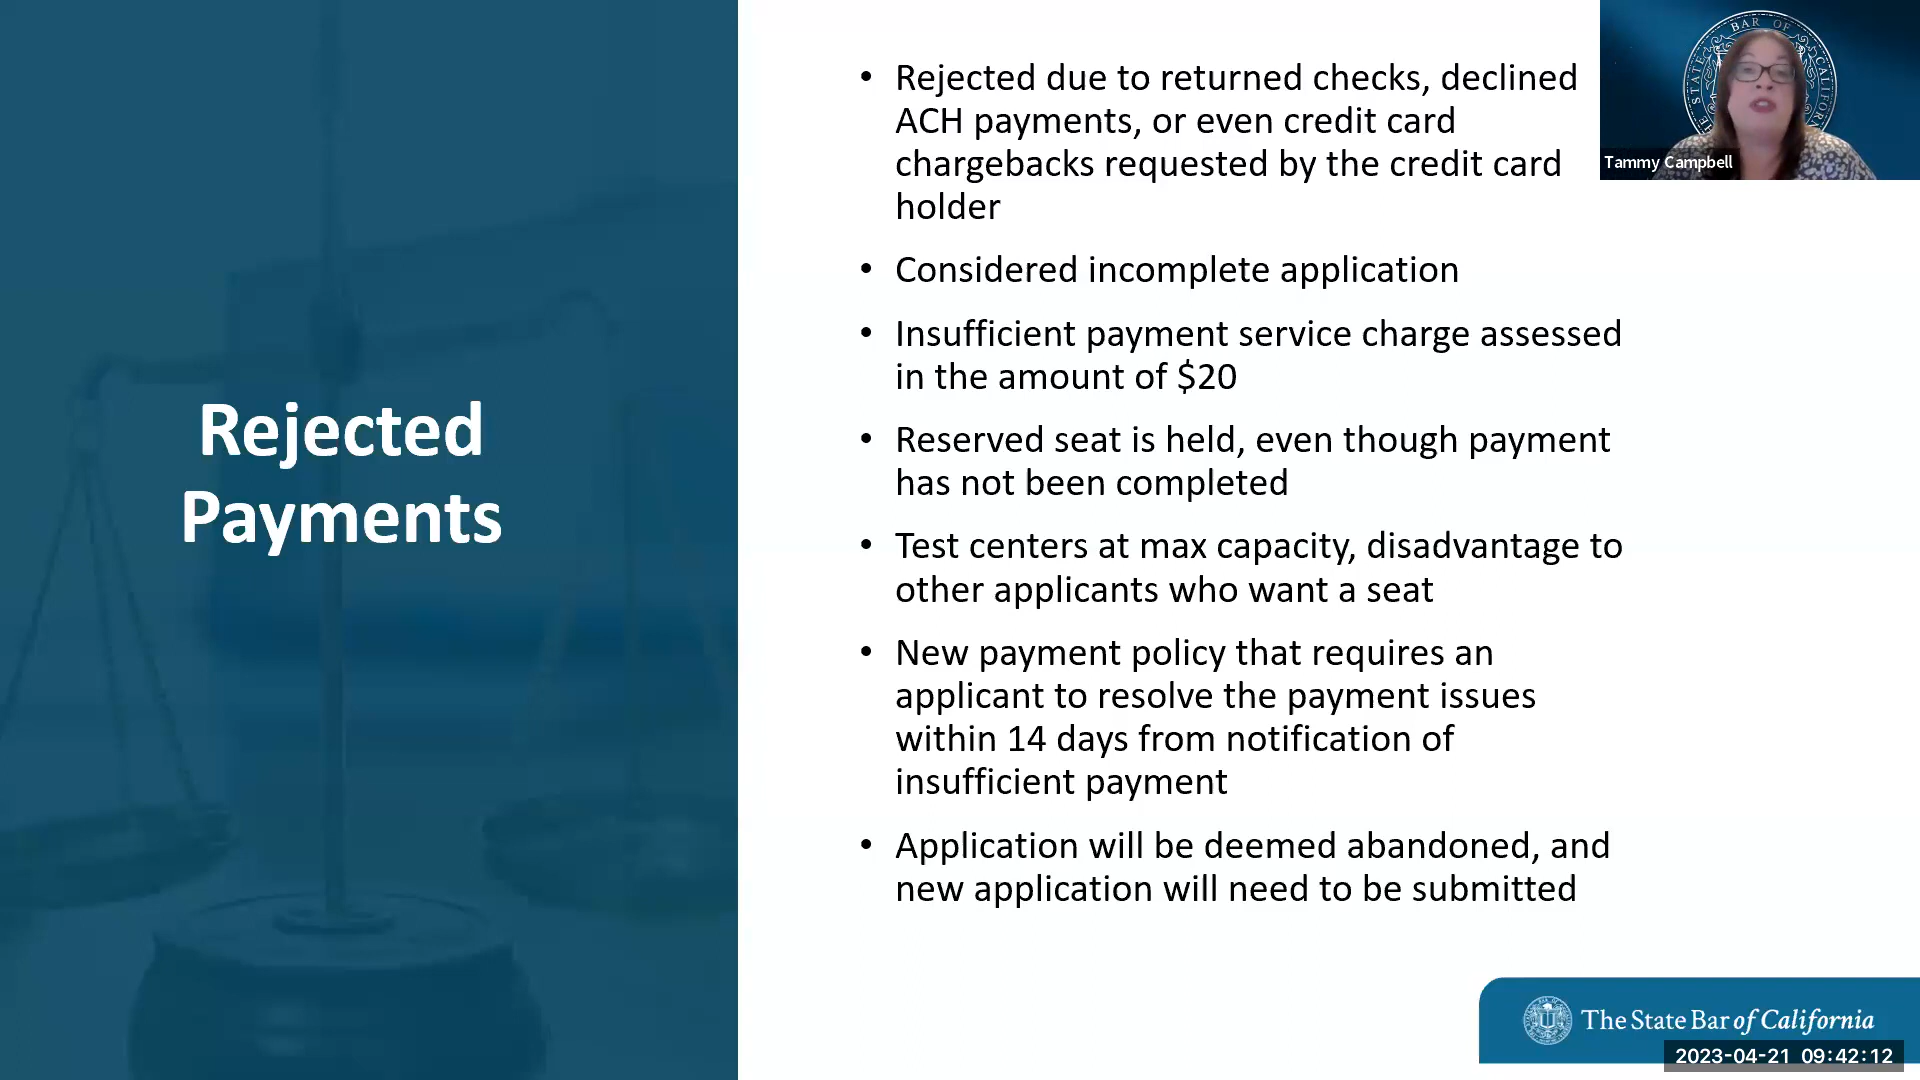 Rejected
Payments
• Rejected due to returned checks, declined
ACH payments, or even credit card
chargebacks requested by the credit card
holder
• Considered incomplete application
• Insufficient payment service charge assessed
in the amount of $20
• Reserved seat is held, even though payment
has not been completed
• Test centers at max capacity, disadvantage to
other applicants who want a seat
• New payment policy that requires an
applicant to resolve the payment issues
within 14 days from notification of
insufficient payment
• Application will be deemed abandoned, and
new application will need to be submitted
BAR OF
STATE
CALIFORN
Tammy Campbell
The State Bar of California
2023-04-21 09:42:12